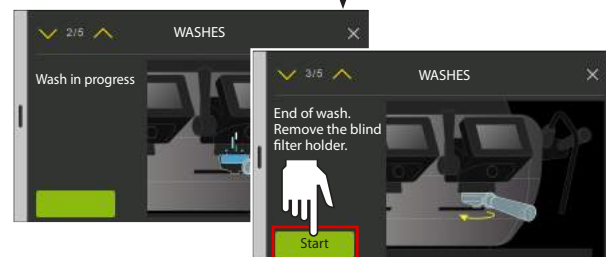 2/5
WASHES
Wash in progress
3/5
WASHES
End of wash.
Remove the blind
filter holder.
Start